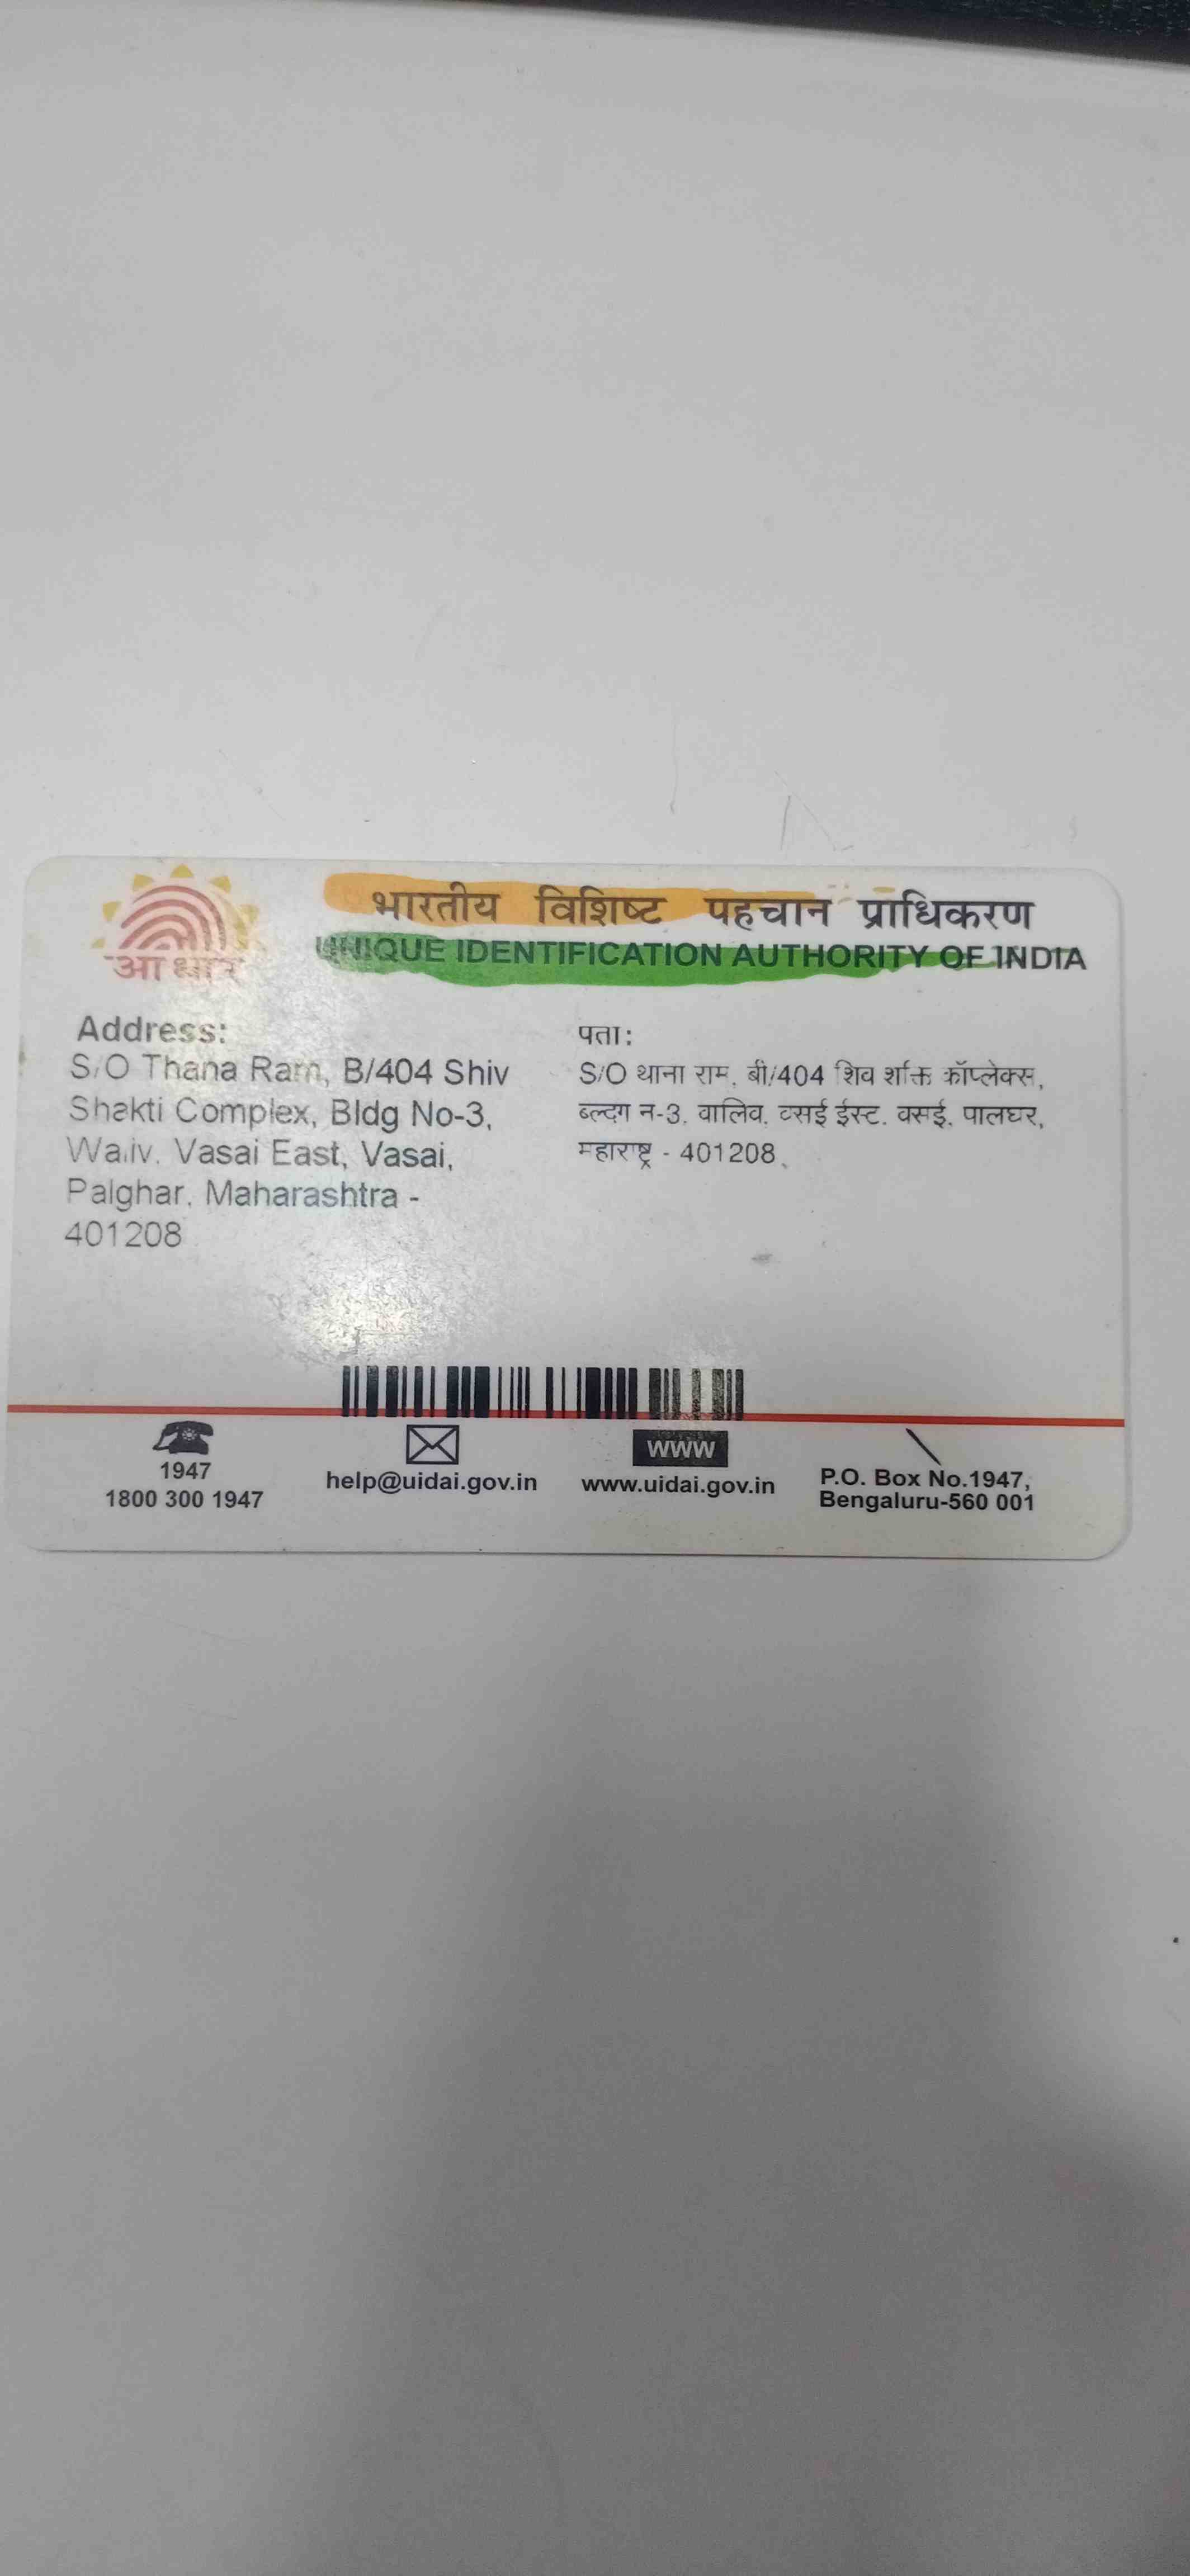 भारतीय विशिष्ट पहचान प्राधिकरण
UNIQUE IDENTIFICATION AUTHORITY OF INDIA
आधार
Address:
S/O Thana Ram, B/404 Shiv
Shakti Complex, Bldg No-3,
Waliv, Vasai East, Vasai,
Palghar, Maharashtra -
401208
पता:
S/O थाना राम, बी/404 शिव शक्ति कॉप्लेक्स,
ब्ल्दग न-3, वालिव, वसई ईस्ट, वसई, पालघर,
महाराष्ट्र - 401208,
1947
1800 300 1947
help@uidai.gov.in
www
www.uidai.gov.in
P.O. Box No.1947,
Bengaluru-560 001